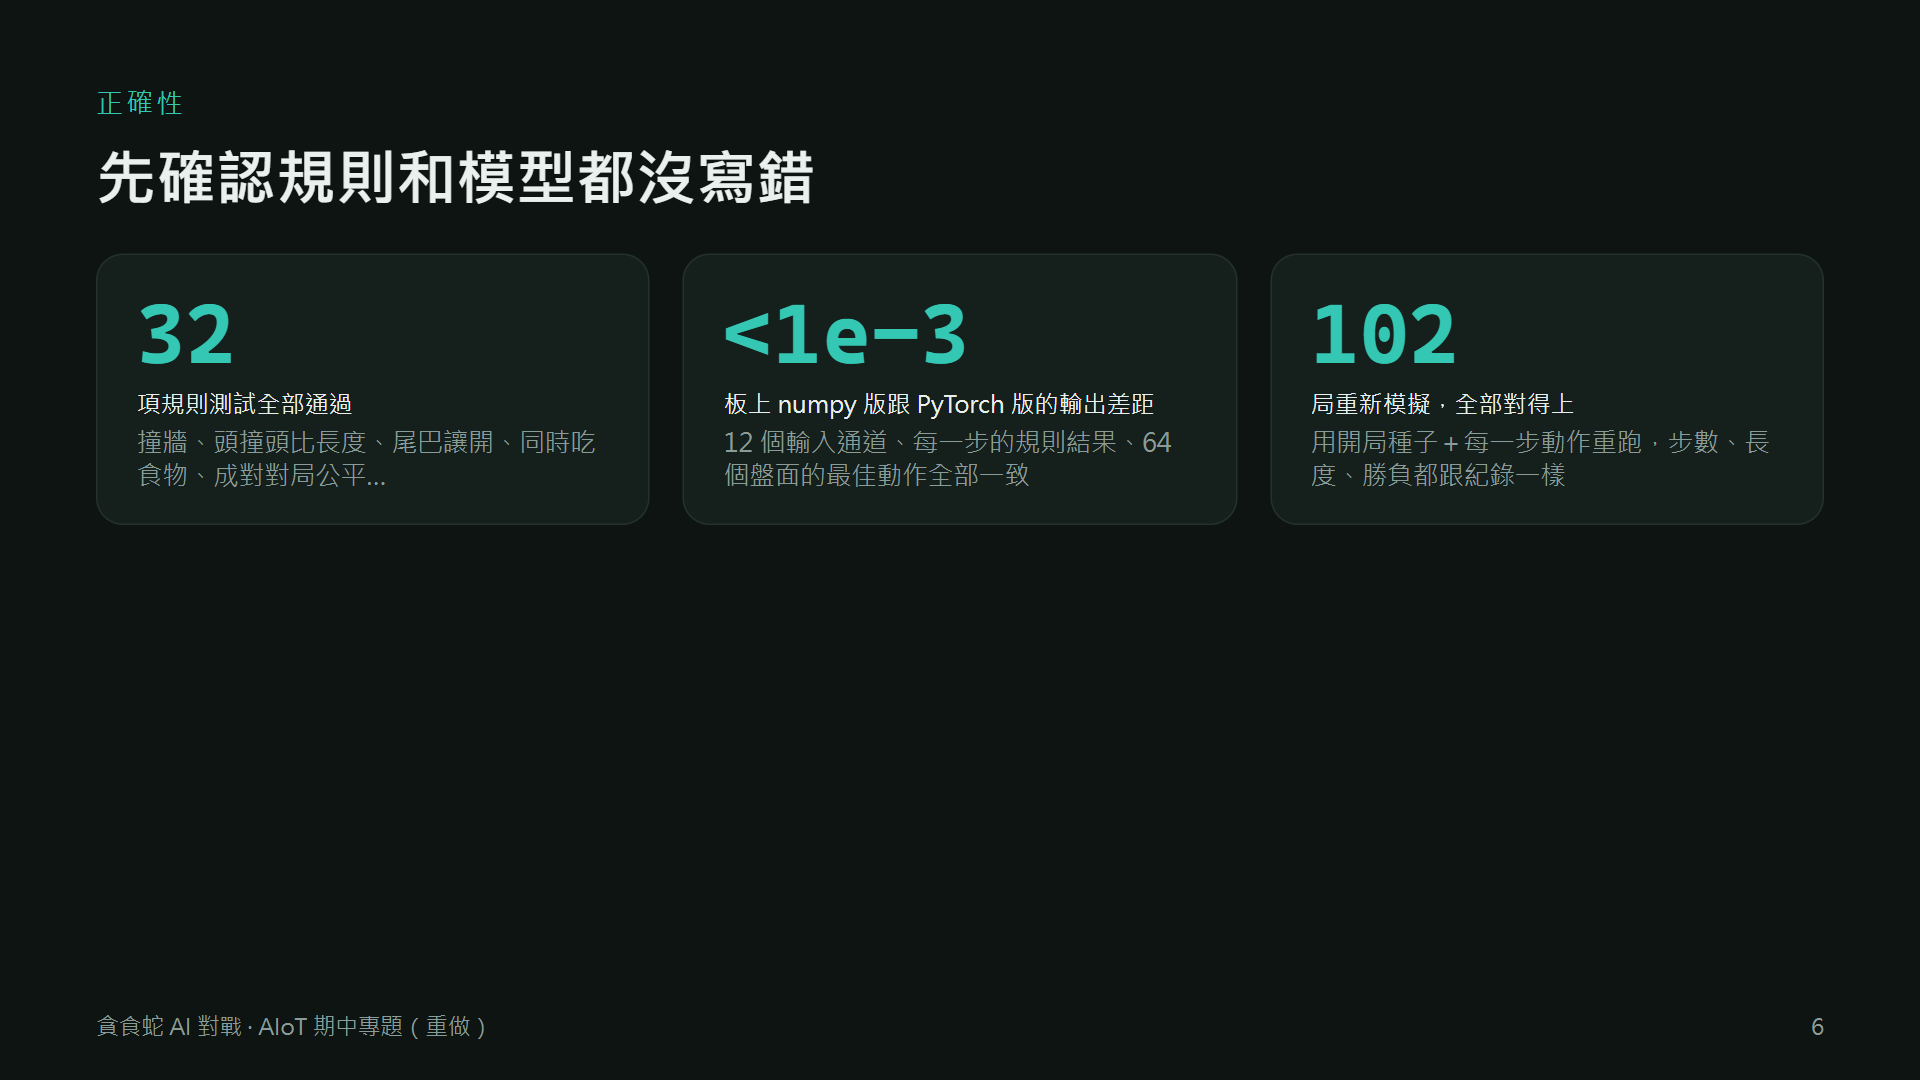 正確性
先確認規則和模型都沒寫錯
32
項規則測試全部通過
撞牆、頭撞頭比長度、尾巴讓開、同時吃
食物、成對對局公平...
<1e−3
板上 numpy 版跟 PyTorch 版的輸出差距
12 個輸入通道、每一步的規則結果、64
個盤面的最佳動作全部一致
102
局重新模擬，全部對得上
用開局種子 + 每一步動作重跑，步數、長
度、勝負都跟紀錄一樣
貪食蛇 AI 對戰 · AIoT 期中專題（重做）
6